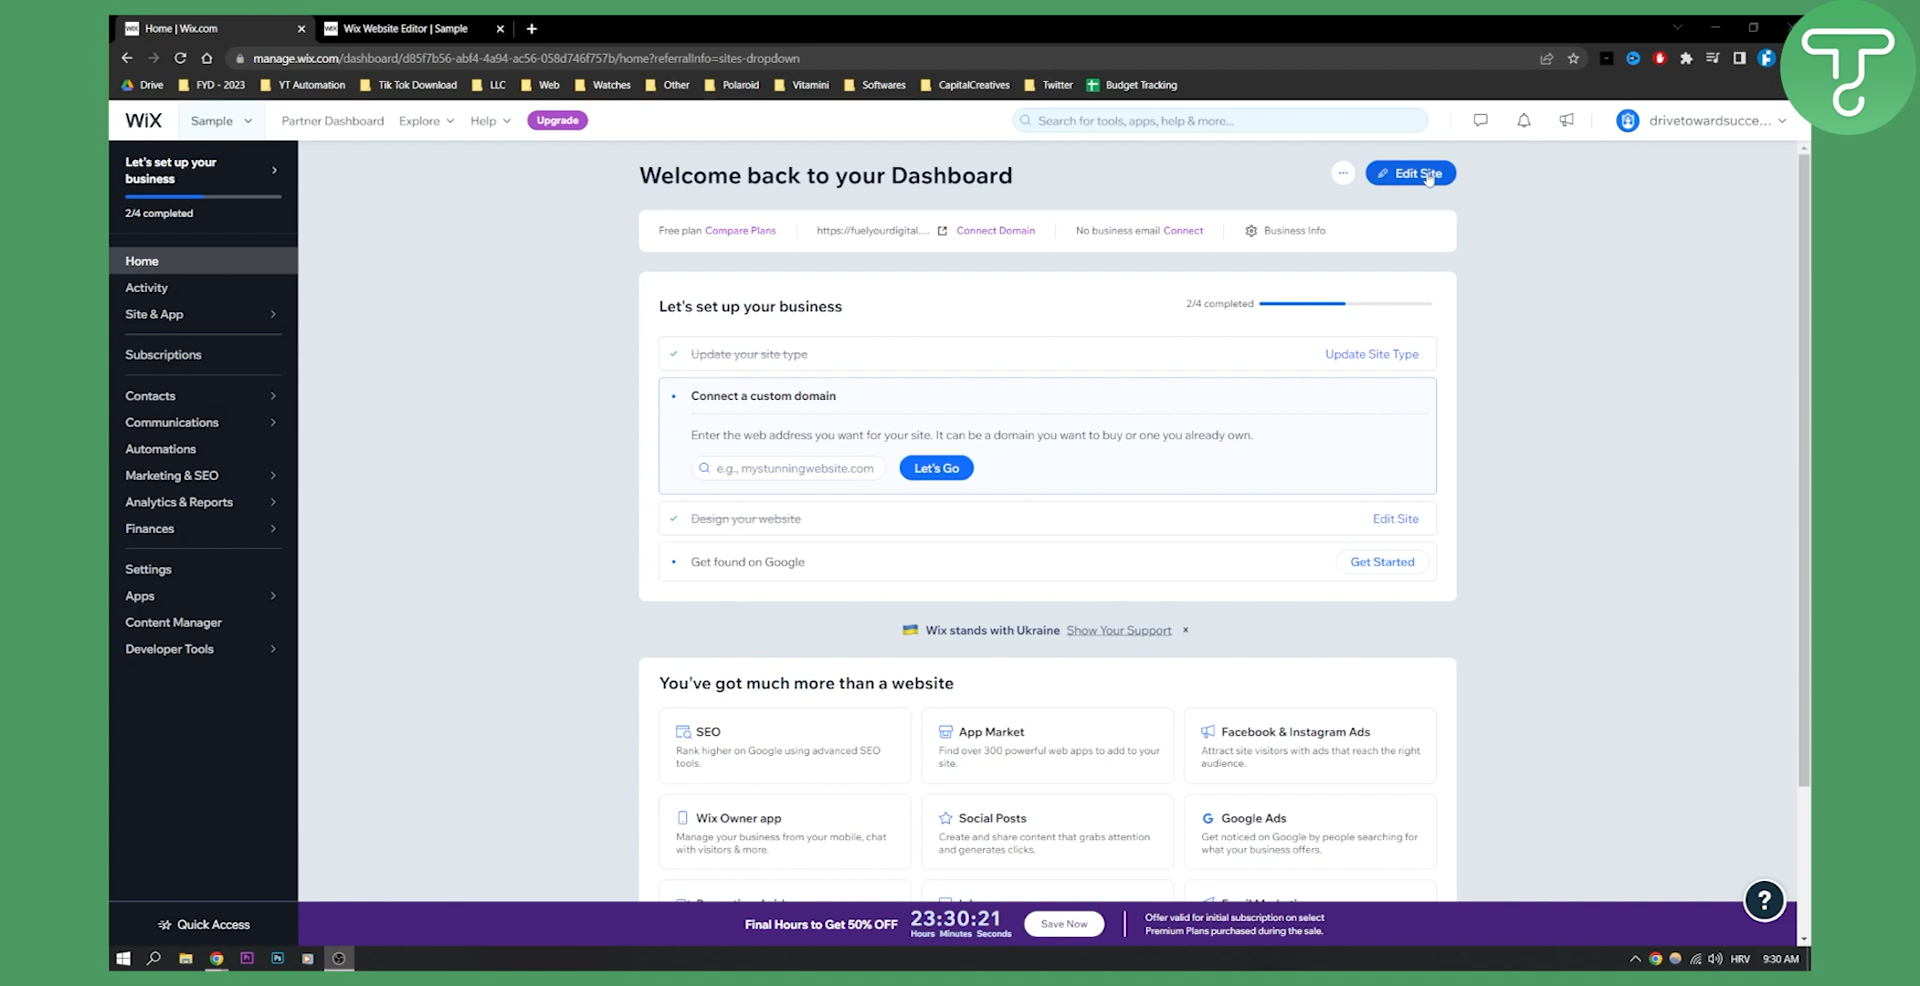 Home | Wix.com
Wix Website Editor | Sample
manage.wix.com/dashboard/d85f7b56-abf4-4a94-ac56-058d746f757b/home?referralInfo=sites-dropdown
Drive FYD - 2023 YT Automation Tik Tok Download LLC Web Watches Other Polaroid Vitamini Softwares CapitalCreatives Twitter Budget Tracking
WiX Sample Partner Dashboard Explore Help Upgrade Search for tools, apps, help & more... drivetowardsucce...
Let's set up your
business
2/4 completed
Home
Activity
Site & App
Subscriptions
Contacts
Communications
Automations
Marketing & SEO
Analytics & Reports
Finances
Settings
Apps
Content Manager
Developer Tools
Quick Access
Welcome back to your Dashboard
Edit Site
Free plan Compare Plans https://fuelyourdigital.... Connect Domain No business email Connect Business Info
Let's set up your business
2/4 completed
Update your site type Update Site Type
Connect a custom domain
Enter the web address you want for your site. It can be a domain you want to buy or one you already own.
e.g., mystunningwebsite.com Let's Go
Design your website Edit Site
Get found on Google Get Started
Wix stands with Ukraine Show Your Support
You've got much more than a website
SEO
Rank higher on Google using advanced SEO
tools.
App Market
Find over 300 powerful web apps to add to your
site.
Facebook & Instagram Ads
Attract site visitors with ads that reach the right
audience.
Wix Owner app
Manage your business from your mobile, chat
with visitors & more.
Social Posts
Create and share content that grabs attention
and generates clicks.
Google Ads
Get noticed on Google by people searching for
what your business offers.
Final Hours to Get 50% OFF
23:30:21
Hours Minutes Seconds
Save Now
Offer valid for initial subscription on select
Premium Plans purchased during the sale.
?
Pr Ps
HRV 9:30 AM